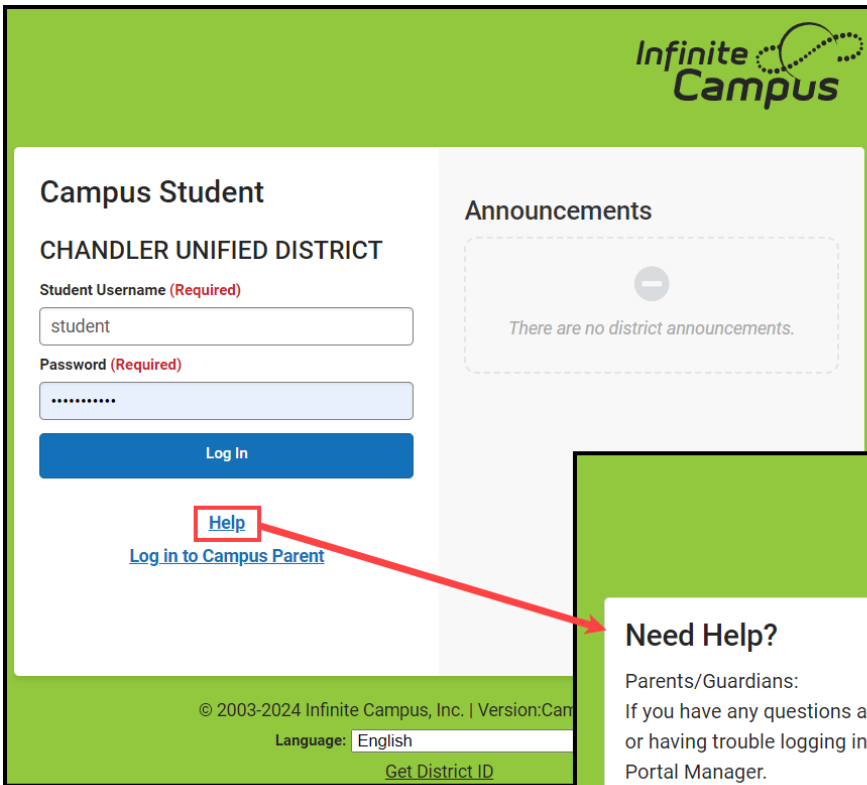 Infinite
Campus
Campus Student
CHANDLER UNIFIED DISTRICT
Student Username (Required)
student
Password (Required)
•••••••••••
Log In
Help
Log in to Campus Parent
Announcements
There are no district announcements.
© 2003-2024 Infinite Campus, Inc. | Version:Cam
Language: English
Get District ID
Need Help?
Parents/Guardians:
If you have any questions a
or having trouble logging in
Portal Manager.